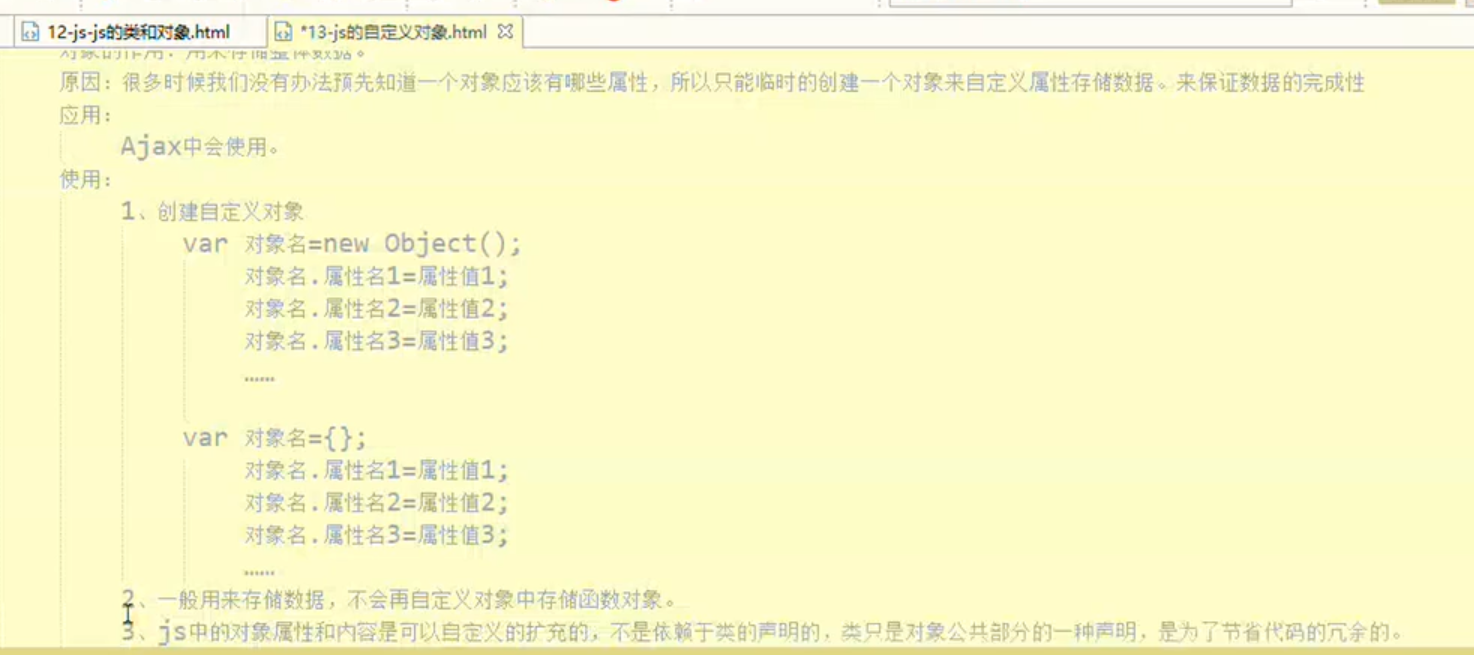 12-js-js的类和对象.html
*13-js的自定义对象.html
对象的作用：用来存储整体数据。
原因：很多时候我们没有办法预先知道一个对象应该有哪些属性，所以只能临时的创建一个对象来自定义属性存储数据。来保证数据的完成性
应用：
Ajax中会使用。
使用：
1、创建自定义对象
var 对象名=new Object();
对象名.属性名1=属性值1;
对象名.属性名2=属性值2;
对象名.属性名3=属性值3;
……
var 对象名={};
对象名.属性名1=属性值1;
对象名.属性名2=属性值2;
对象名.属性名3=属性值3;
……
2、一般用来存储数据，不会再自定义对象中存储函数对象。
3、js中的对象属性和内容是可以自定义的扩充的，不是依赖于类的声明的，类只是对象公共部分的一种声明，是为了节省代码的冗余的。